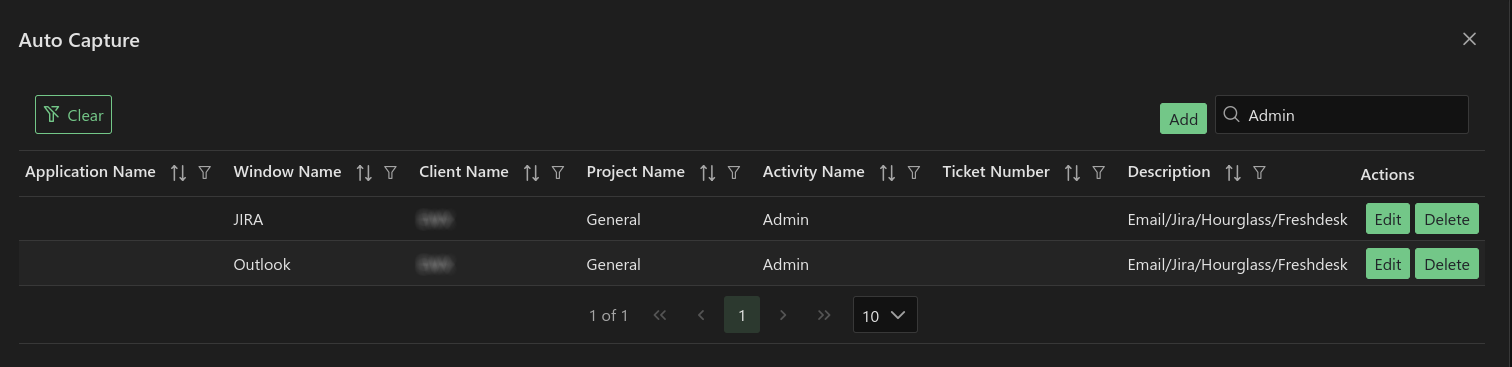 Auto Capture
Clear
Add Admin
Application Name Window Name Client Name Project Name Activity Name Ticket Number Description Actions
JIRA General Admin Email/Jira/Hourglass/Freshdesk Edit Delete
Outlook General Admin Email/Jira/Hourglass/Freshdesk Edit Delete
1 of 1 1 10